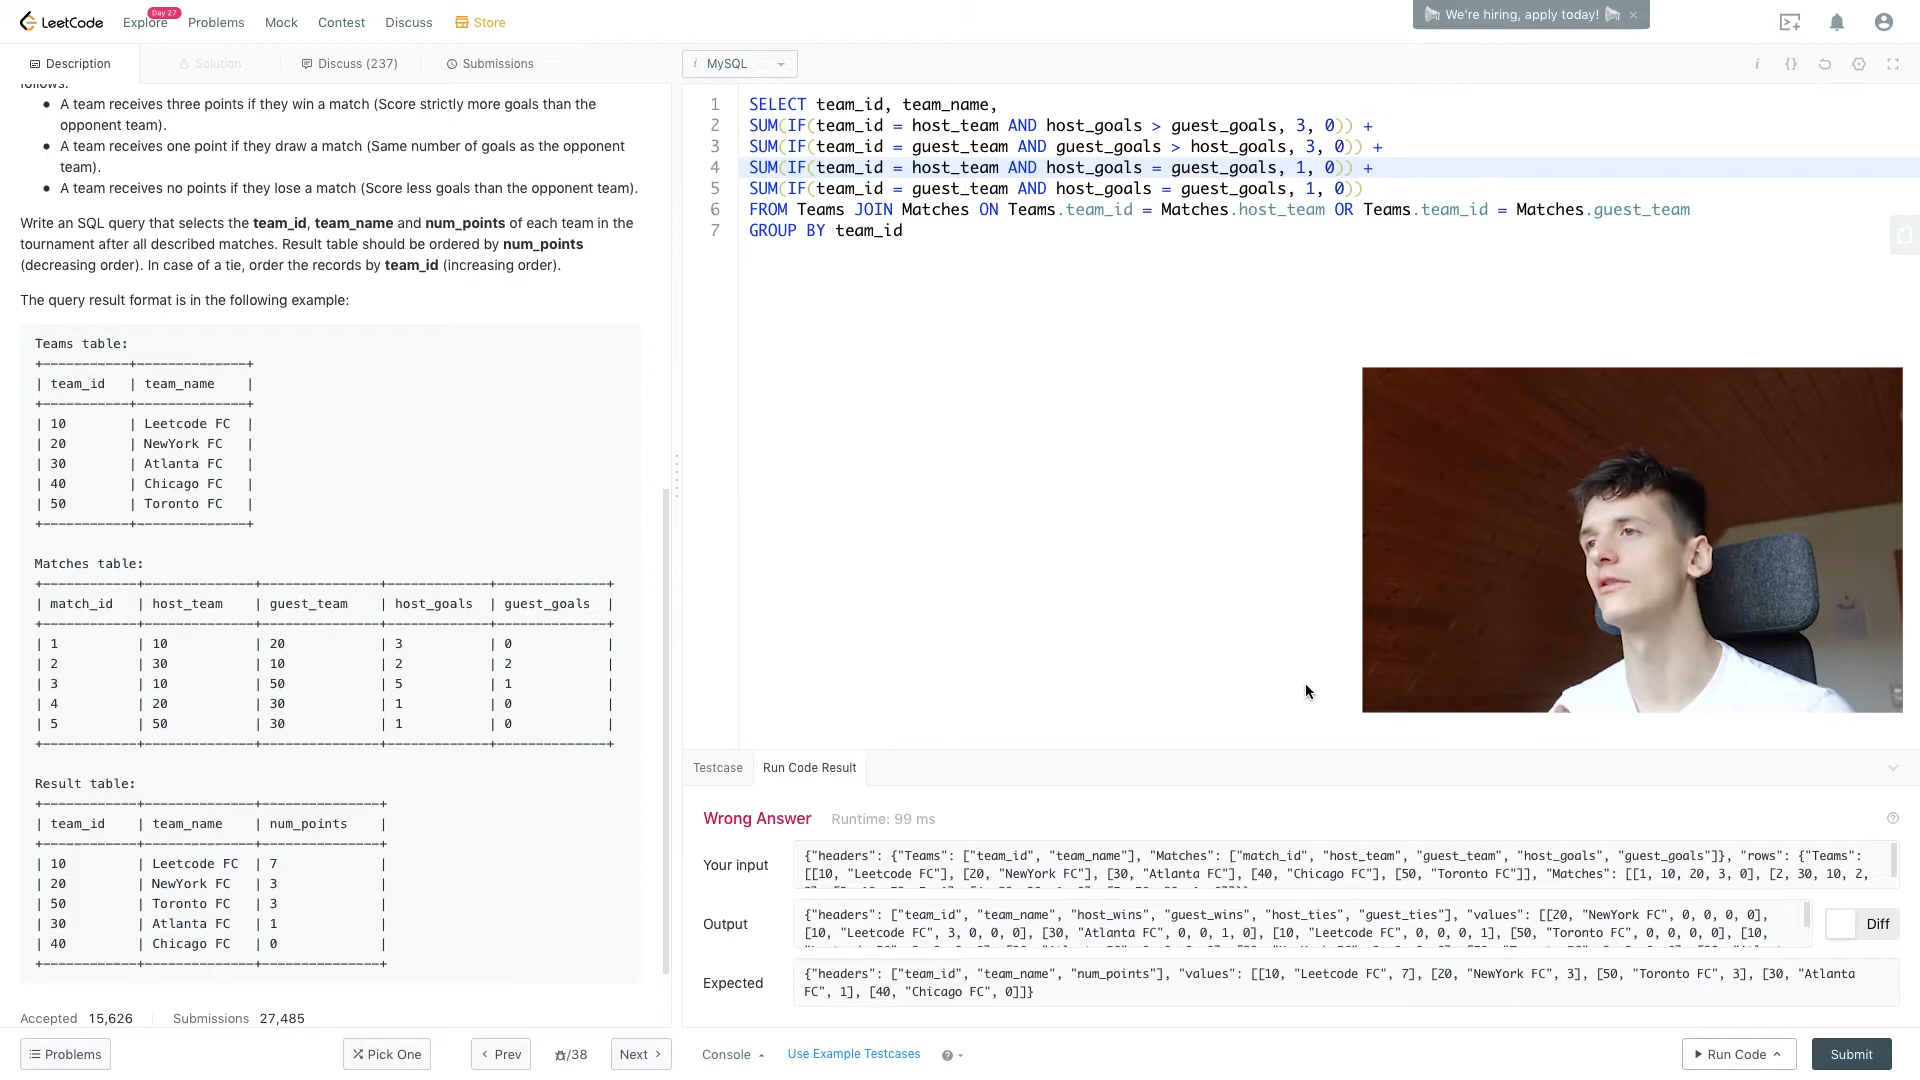 LeetCode
Explore
Day 27
Problems
Mock
Contest
Discuss
Store
We're hiring, apply today!
Description
Solution
Discuss (237)
Submissions
i MySQL
follows:
• A team receives three points if they win a match (Score strictly more goals than the
opponent team).
• A team receives one point if they draw a match (Same number of goals as the opponent
team).
• A team receives no points if they lose a match (Score less goals than the opponent team).
Write an SQL query that selects the team_id, team_name and num_points of each team in the
tournament after all described matches. Result table should be ordered by num_points
(decreasing order). In case of a tie, order the records by team_id (increasing order).
The query result format is in the following example:
Teams table:
+-----------+--------------+
| team_id | team_name |
+-----------+--------------+
| 10 | Leetcode FC |
| 20 | NewYork FC |
| 30 | Atlanta FC |
| 40 | Chicago FC |
| 50 | Toronto FC |
+-----------+--------------+
Matches table:
+------------+--------------+---------------+-------------+--------------+
| match_id | host_team | guest_team | host_goals | guest_goals |
+------------+--------------+---------------+-------------+--------------+
| 1 | 10 | 20 | 3 | 0 |
| 2 | 30 | 10 | 2 | 2 |
| 3 | 10 | 50 | 5 | 1 |
| 4 | 20 | 30 | 1 | 0 |
| 5 | 50 | 30 | 1 | 0 |
+------------+--------------+---------------+-------------+--------------+
Result table:
+------------+--------------+---------------+
| team_id | team_name | num_points |
+------------+--------------+---------------+
| 10 | Leetcode FC | 7 |
| 20 | NewYork FC | 3 |
| 50 | Toronto FC | 3 |
| 30 | Atlanta FC | 1 |
| 40 | Chicago FC | 0 |
+------------+--------------+---------------+
Accepted 15,626
Submissions 27,485
1 SELECT team_id, team_name,
2 SUM(IF(team_id = host_team AND host_goals > guest_goals, 3, 0)) +
3 SUM(IF(team_id = guest_team AND guest_goals > host_goals, 3, 0)) +
4 SUM(IF(team_id = host_team AND host_goals = guest_goals, 1, 0)) +
5 SUM(IF(team_id = guest_team AND host_goals = guest_goals, 1, 0))
6 FROM Teams JOIN Matches ON Teams.team_id = Matches.host_team OR Teams.team_id = Matches.guest_team
7 GROUP BY team_id
Testcase
Run Code Result
Wrong Answer
Runtime: 99 ms
Your input
{"headers": {"Teams": ["team_id", "team_name"], "Matches": ["match_id", "host_team", "guest_team", "host_goals", "guest_goals"]}, "rows": {"Teams":
[[10, "Leetcode FC"], [20, "NewYork FC"], [30, "Atlanta FC"], [40, "Chicago FC"], [50, "Toronto FC"]], "Matches": [[1, 10, 20, 3, 0], [2, 30, 10, 2,
Output
{"headers": ["team_id", "team_name", "host_wins", "guest_wins", "host_ties", "guest_ties"], "values": [[20, "NewYork FC", 0, 0, 0, 0],
[10, "Leetcode FC", 3, 0, 0, 0], [30, "Atlanta FC", 0, 0, 1, 0], [10, "Leetcode FC", 0, 0, 0, 1], [50, "Toronto FC", 0, 0, 0, 0], [10,
Diff
Expected
{"headers": ["team_id", "team_name", "num_points"], "values": [[10, "Leetcode FC", 7], [20, "NewYork FC", 3], [50, "Toronto FC", 3], [30, "Atlanta
FC", 1], [40, "Chicago FC", 0]]}
Problems
Pick One
Prev
/38
Next
Console
Use Example Testcases
Run Code
Submit